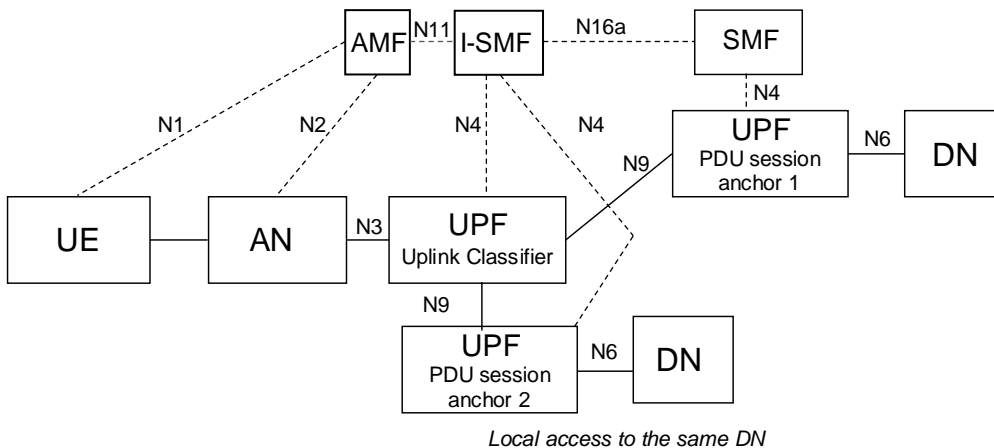 N11
N16a
AMF
I-SMF
SMF
N1
N2
N4
N4
N4
UPF
PDU session
anchor 1
N6
DN
N9
UE
AN
N3
UPF
Uplink Classifier
N9
UPF
PDU session
anchor 2
N6
DN
Local access to the same DN